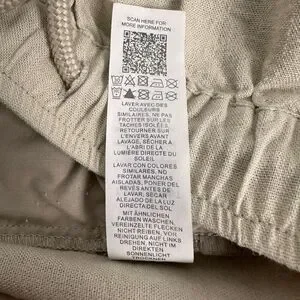 SCAN HERE FOR
MORE INFORMATION
LAVER AVEC DES
COULEURS
SIMILAIRES, NE PAS
FROTTER SUR LES
TACHES ISOLÉES,
RETOURNER SUR
L'ENVERS AVANT
LAVAGE, SÉCHER À
L'ABRI DE LA
LUMIÈRE DIRECTE DU
SOLEIL
LAVAR CON COLORES
SIMILARES, NO
FROTAR MANCHAS
AISLADAS, PONER DEL
REVÉS ANTES DE
LAVAR, SECAR
ALEJADO DE LA LUZ
DIRECTA DEL SOL
MIT ÄHNLICHEN
FARBEN WASCHEN,
VEREINZELTE FLECKEN
NICHT REIBEN, VOR
REINIGUNG AUF LINKS
DREHEN, NICHT IM
DIREKTEN
SONNENLICHT